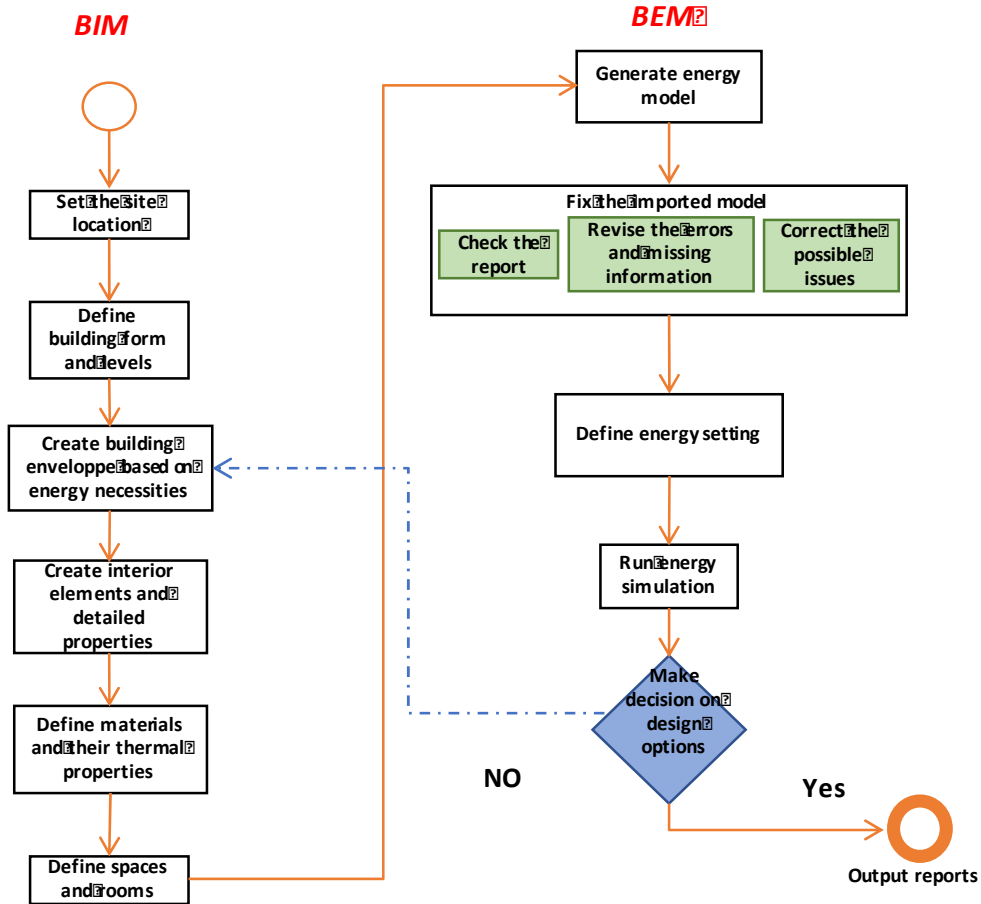 BIM
Set the site
location
Define
building form
and levels
Create building
enveloppe based on
energy necessities
Create interior
elements and
detailed
properties
Define materials
and their thermal
properties
Define spaces
and rooms
BEM
Generate energy
model
Fix the imported model
Check the
report
Revise the errors
and missing
information
Correct the
possible
issues
Define energy setting
Run energy
simulation
Make
decision on
design
options
NO
Yes
Output reports